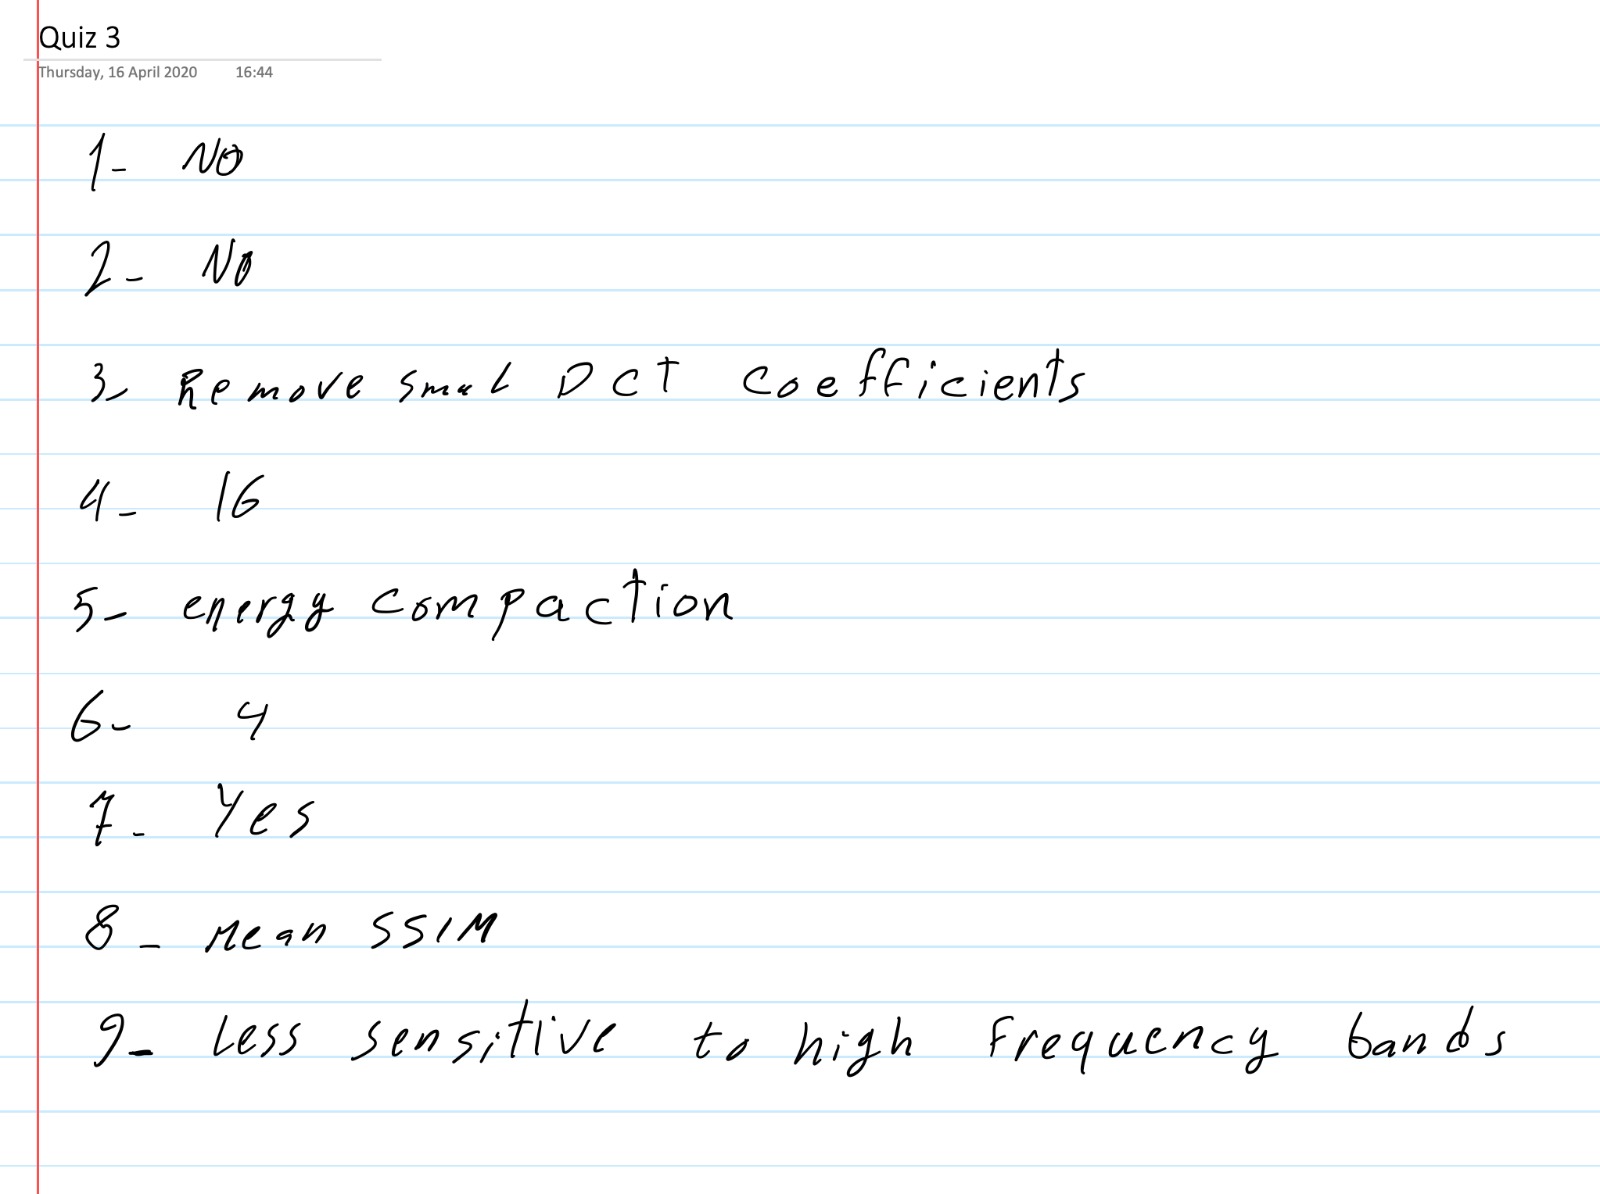 Quiz 3
Thursday, 16 April 2020 16:44
1- NO
2- NO
3- Remove smal DCT coefficients
4- 16
5- energy compaction
6- 4
7- Yes
8- Mean SSIM
9- Less sensitive to high frequency bands